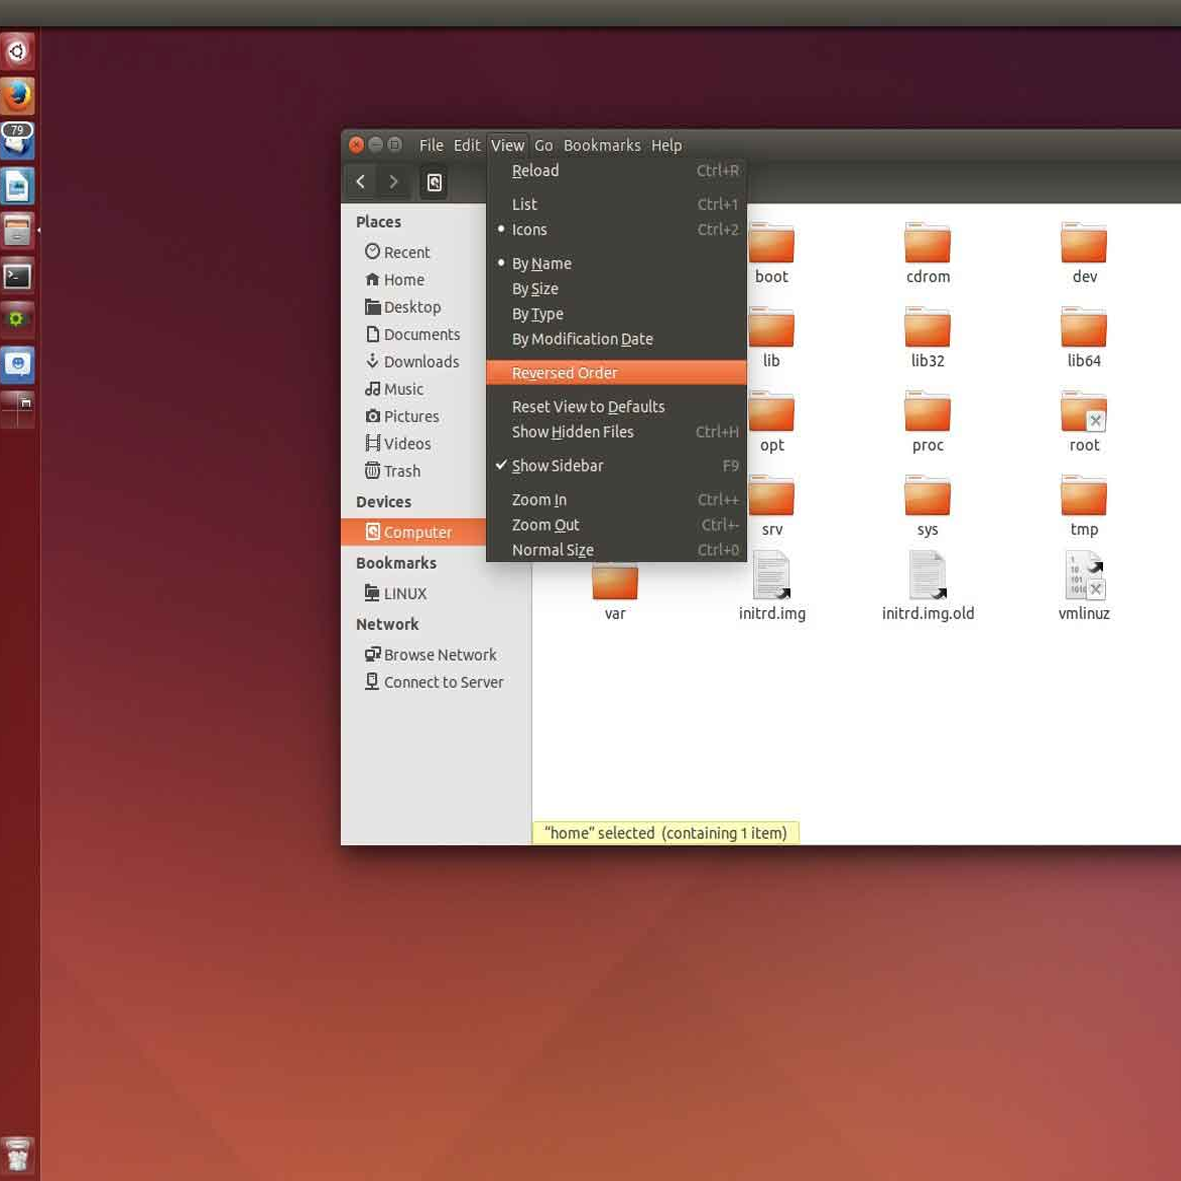 File Edit View Go Bookmarks Help
79
Reload Ctrl+R
List Ctrl+1
Icons Ctrl+2
By Name
By Size
By Type
By Modification Date
Reversed Order
Reset View to Defaults
Show Hidden Files Ctrl+H
Show Sidebar F9
Zoom In Ctrl++
Zoom Out Ctrl+-
Normal Size Ctrl+0
Places
Recent
Home
Desktop
Documents
Downloads
Music
Pictures
Videos
Trash
Devices
Computer
Bookmarks
LINUX
Network
Browse Network
Connect to Server
boot cdrom dev
lib lib32 lib64
opt proc root
srv sys tmp
var initrd.img initrd.img.old vmlinuz
"home" selected (containing 1 item)